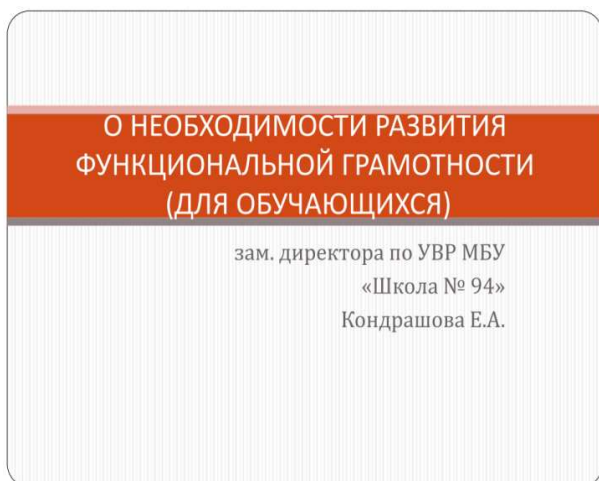 О НЕОБХОДИМОСТИ РАЗВИТИЯ
ФУНКЦИОНАЛЬНОЙ ГРАМОТНОСТИ
(ДЛЯ ОБУЧАЮЩИХСЯ)
зам. директора по УВР МБУ
«Школа № 94»
Кондрашова Е.А.